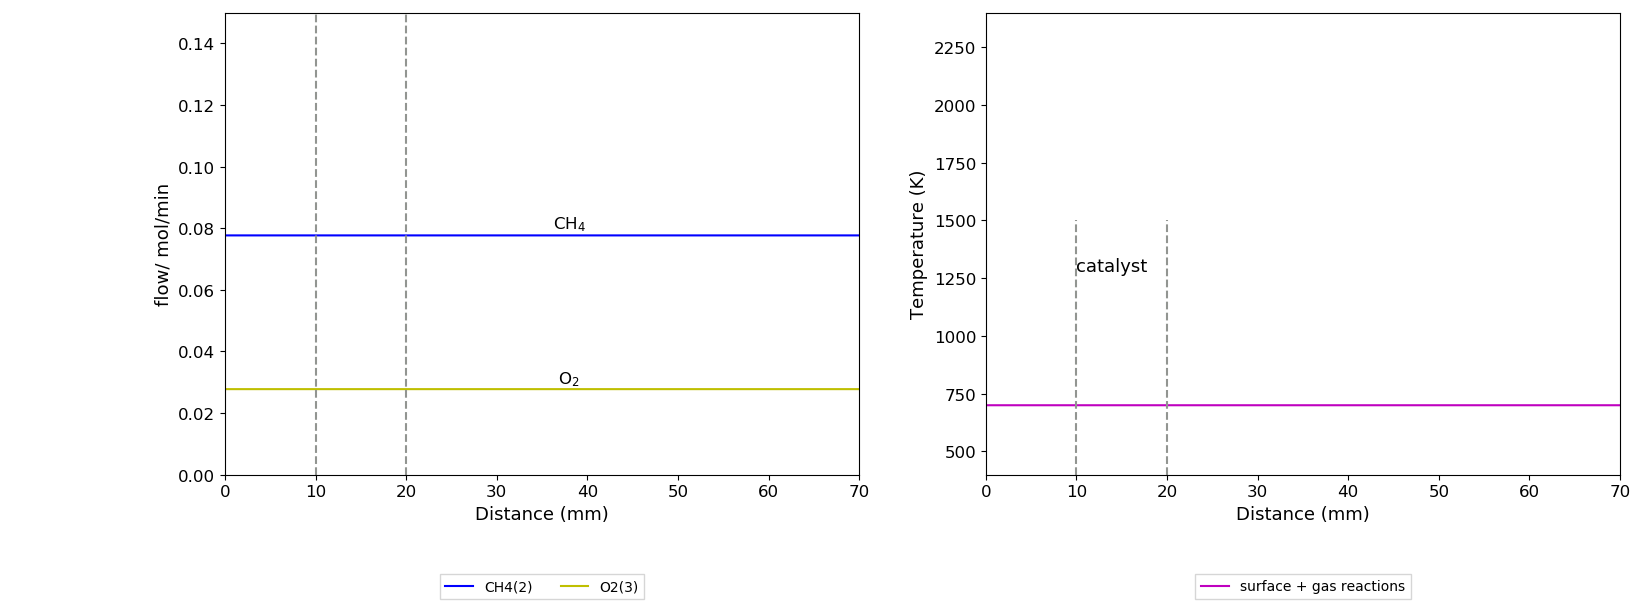 flow/ mol/min
0.14
0.12
0.10
0.08
0.06
0.04
0.02
0.00
CH₄
O₂
0 10 20 30 40 50 60 70
Distance (mm)
CH4(2) O2(3)
Temperature (K)
2250
2000
1750
1500
1250
1000
750
500
catalyst
0 10 20 30 40 50 60 70
Distance (mm)
surface + gas reactions